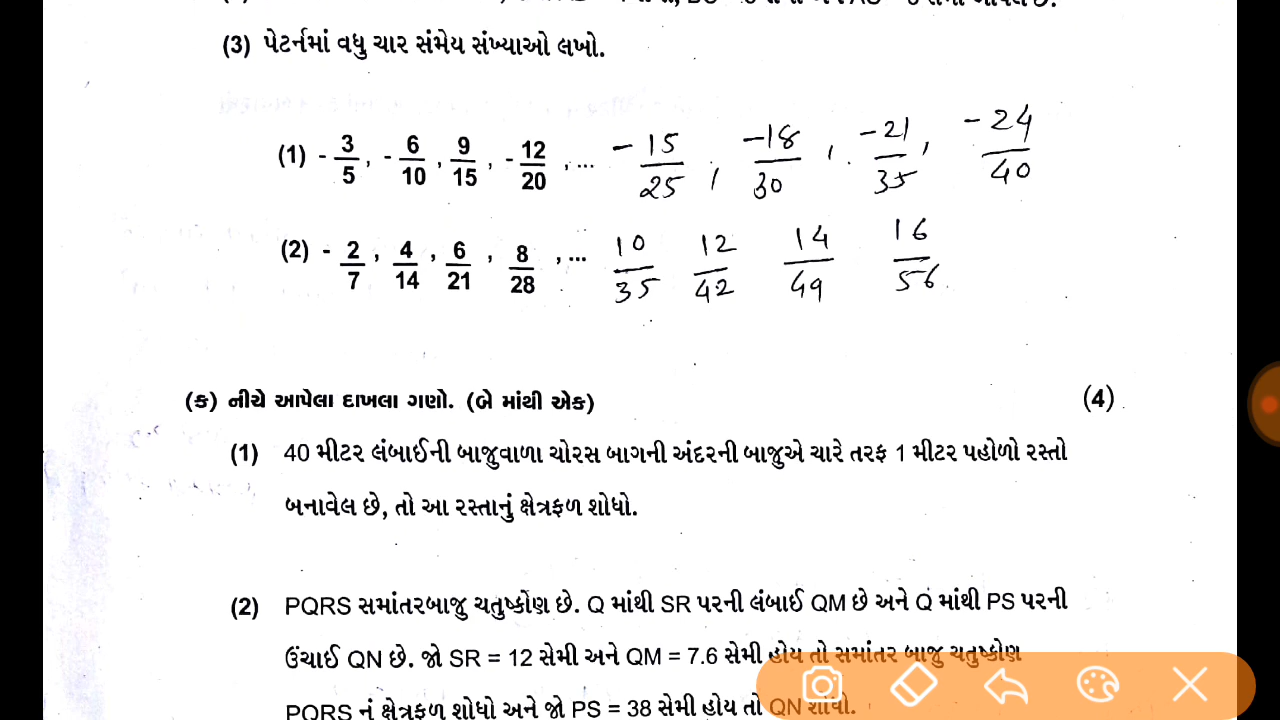 (3) પેટર્નમાં વધુ ચાર સંમેય સંખ્યાઓ લખો.
(1) - 3/5, - 6/10, 9/15, - 12/20, ... -15/25, -18/30, -21/35, -24/40
(2) - 2/7, 4/14, 6/21, 8/28, ... 10/35 12/42 14/49 16/56
(ક) નીચે આપેલા દાખલા ગણો. (બે માંથી એક) (4)
(1) 40 મીટર લંબાઈની બાજુવાળા ચોરસ બાગની અંદરની બાજુએ ચારે તરફ 1 મીટર પહોળો રસ્તો
બનાવેલ છે, તો આ રસ્તાનું ક્ષેત્રફળ શોધો.
(2) PQRS સમાંતરબાજુ ચતુષ્કોણ છે. Q માંથી SR પરની લંબાઈ QM છે અને Q માંથી PS પરની
ઉંચાઈ QN છે. જો SR = 12 સેમી અને QM = 7.6 સેમી હોય તો સમાંતર બાજુ ચતુષ્કોણ
PQRS નું ક્ષેત્રફળ શોધો અને જો PS = 38 સેમી હોય તો QN શોધો.